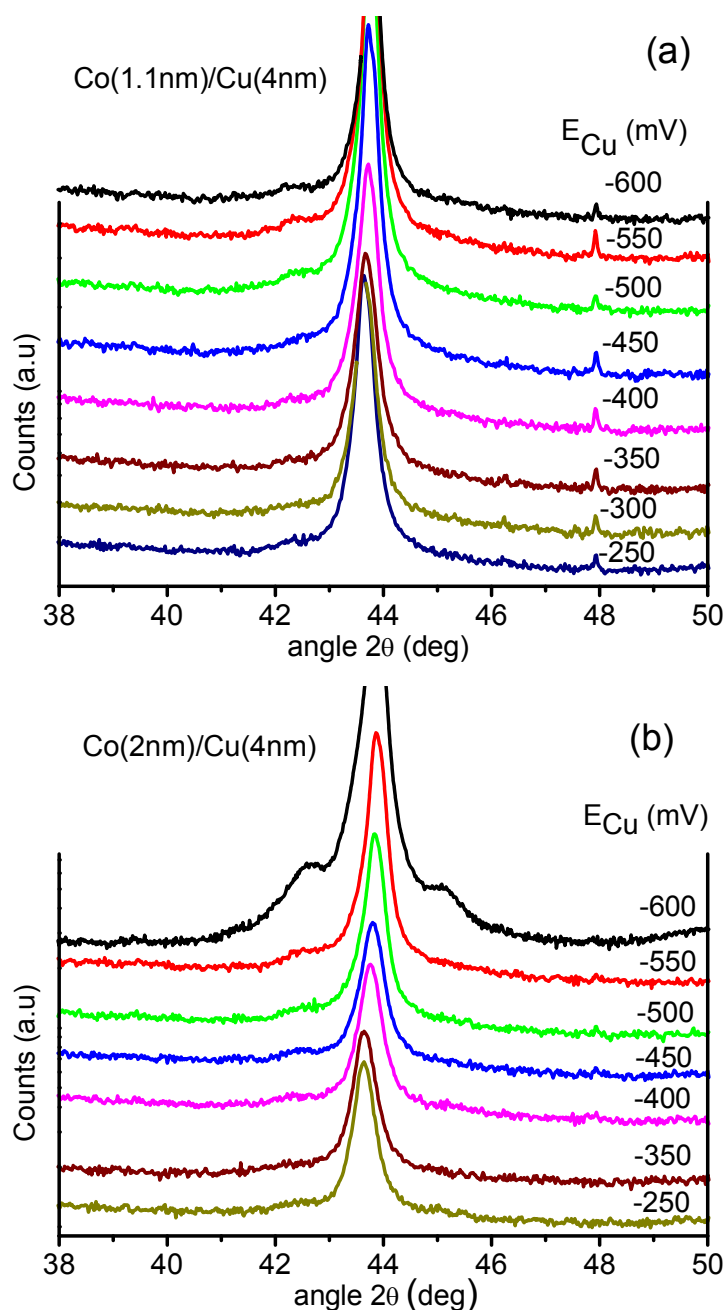 (a)
Co(1.1nm)/Cu(4nm)
E_Cu (mV)
-600
-550
-500
-450
-400
-350
-300
-250
Counts (a.u)
38 40 42 44 46 48 50
angle 2θ (deg)
(b)
Co(2nm)/Cu(4nm)
E_Cu (mV)
-600
-550
-500
-450
-400
-350
-250
Counts (a.u)
38 40 42 44 46 48 50
angle 2θ (deg)